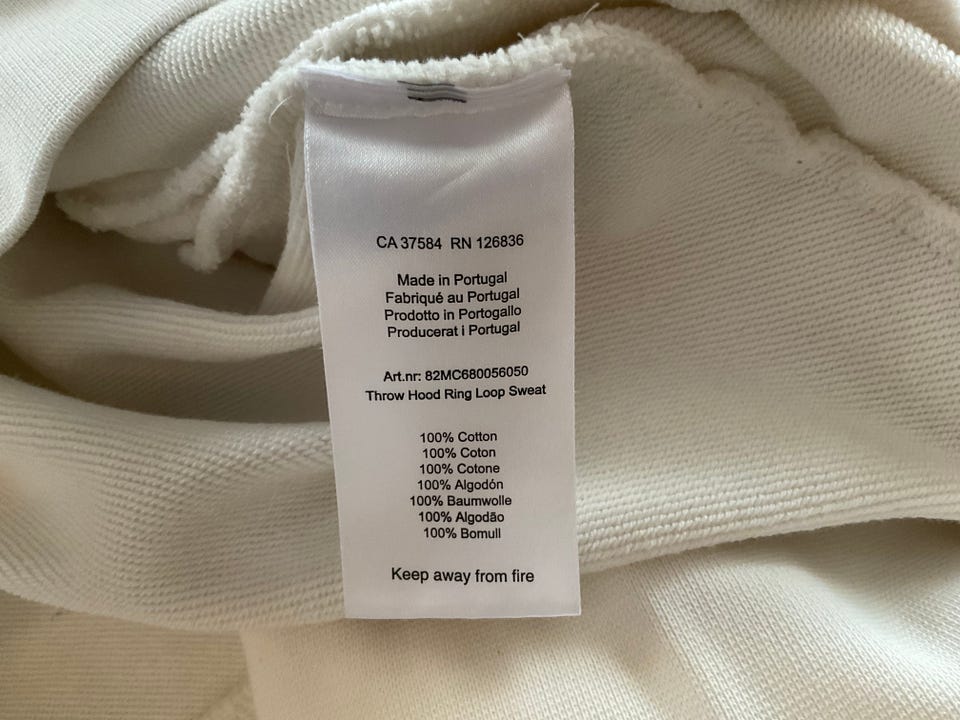 CA 37584 RN 126836
Made in Portugal
Fabriqué au Portugal
Prodotto in Portogallo
Producerat i Portugal
Art.nr: 82MC680056050
Throw Hood Ring Loop Sweat
100% Cotton
100% Coton
100% Cotone
100% Algodón
100% Baumwolle
100% Algodão
100% Bomull
Keep away from fire